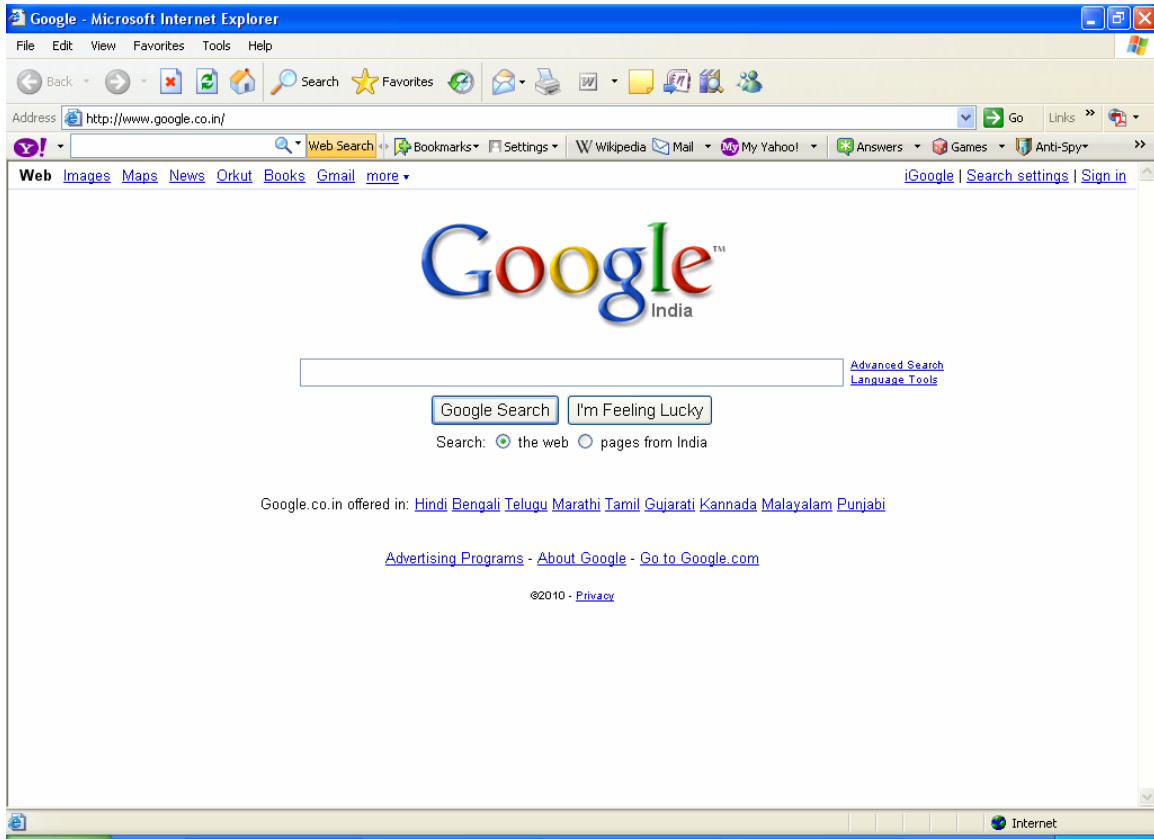 Google - Microsoft Internet Explorer
File Edit View Favorites Tools Help
Back Search Favorites
Address http://www.google.co.in/ Go Links »
Y! Web Search Bookmarks Settings W Wikipedia Mail My My Yahoo! Answers Games Anti-Spy »
Web Images Maps News Orkut Books Gmail more iGoogle | Search settings | Sign in
Google™
India
Advanced Search
Language Tools
Google Search I'm Feeling Lucky
Search: the web pages from India
Google.co.in offered in: Hindi Bengali Telugu Marathi Tamil Gujarati Kannada Malayalam Punjabi
Advertising Programs - About Google - Go to Google.com
©2010 - Privacy
Internet